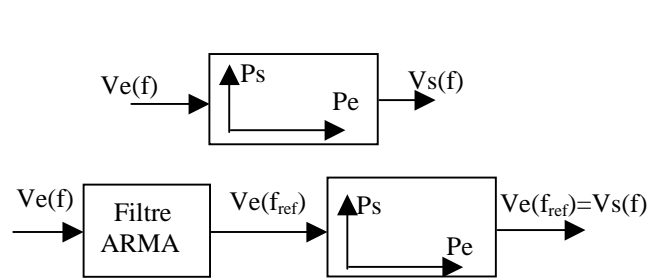 Ve(f)
Ps
Pe
Vs(f)
Ve(f)
Filtre
ARMA
Ve(fref)
Ps
Pe
Ve(fref)=Vs(f)